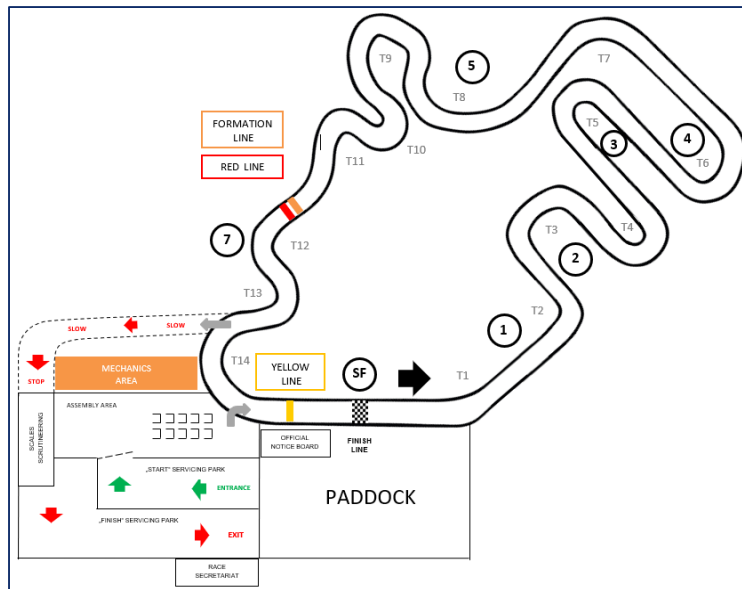 T9
5
T7
T8
FORMATION
LINE
T5
3
4
T10
T11
T6
RED LINE
T4
T3
7
T12
2
T13
T2
SLOW
SLOW
1
T14
YELLOW
LINE
SF
MECHANICS
AREA
T1
STOP
ASSEMBLY AREA
SCALES
SCRUTINEERING
OFFICIAL
NOTICE BOARD
FINISH
LINE
„START" SERVICING PARK
ENTRANCE
PADDOCK
„FINISH" SERVICING PARK
EXIT
RACE
SECRETARIAT